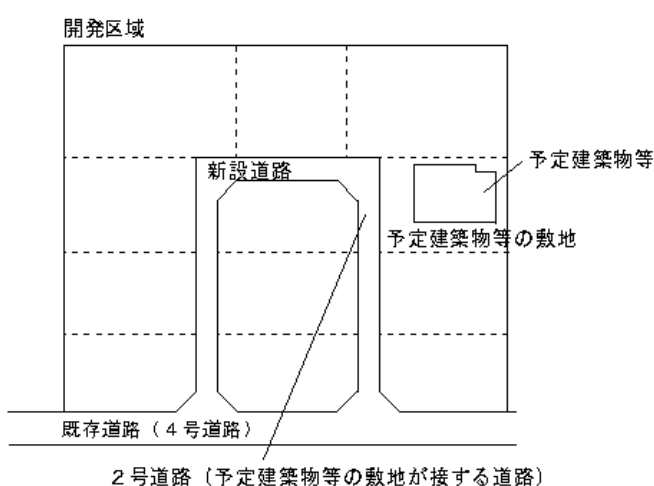 開発区域
予定建築物等
新設道路
予定建築物等の敷地
既存道路（４号道路）
２号道路（予定建築物等の敷地が接する道路）